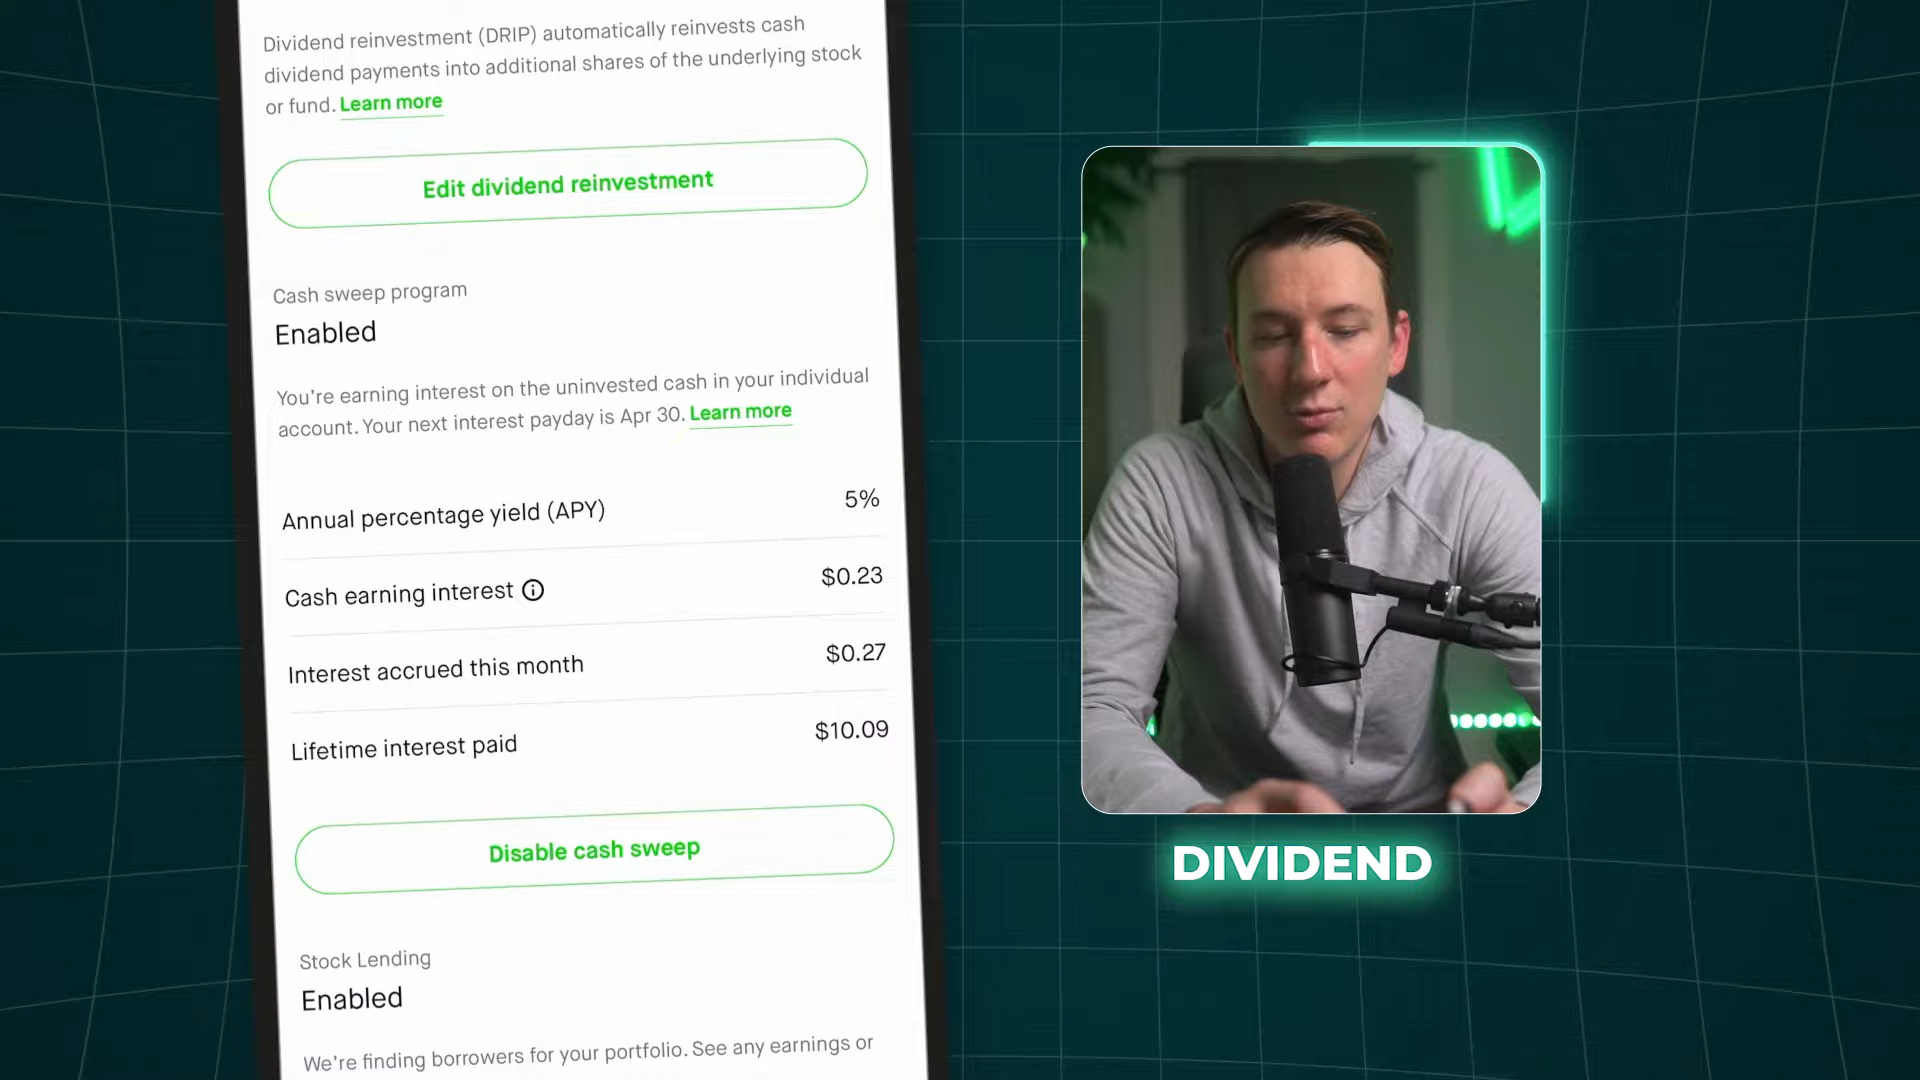 Dividend reinvestment (DRIP) automatically reinvests cash
dividend payments into additional shares of the underlying stock
or fund. Learn more
Edit dividend reinvestment
Cash sweep program
Enabled
You're earning interest on the uninvested cash in your individual
account. Your next interest payday is Apr 30. Learn more
Annual percentage yield (APY) 5%
Cash earning interest $0.23
Interest accrued this month $0.27
Lifetime interest paid $10.09
Disable cash sweep
Stock Lending
Enabled
We're finding borrowers for your portfolio. See any earnings or
DIVIDEND